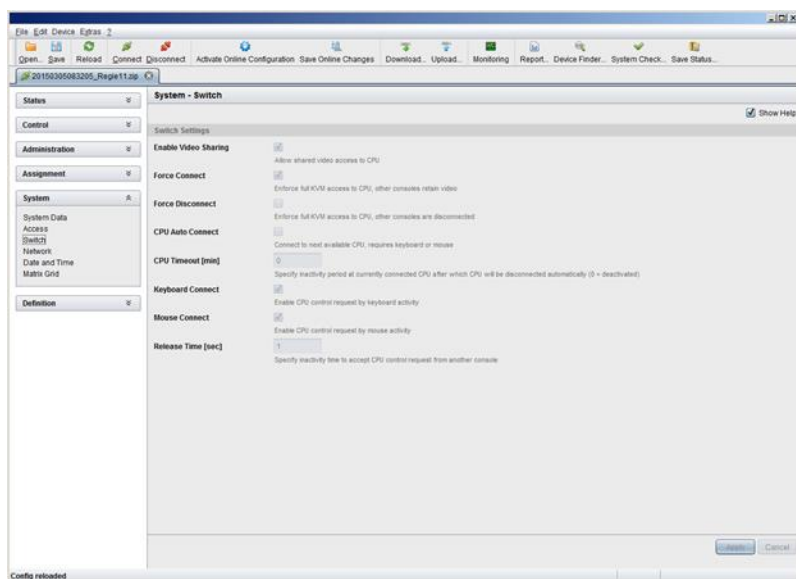 File Edit Device Extras ?
Open... Save Reload Connect Disconnect Activate Online Configuration Save Online Changes Download... Upload... Monitoring Report... Device Finder... System Check... Save Status...
20150305083205_Regie11.zip
Status
Control
Administration
Assignment
System
System Data
Access
Switch
Network
Date and Time
Matrix Grid
Definition
System - Switch
Show Help
Switch Settings
Enable Video Sharing
Allow shared video access to CPU
Force Connect
Enforce full KVM access to CPU, other consoles retain video
Force Disconnect
Enforce full KVM access to CPU, other consoles are disconnected
CPU Auto Connect
Connect to next available CPU, requires keyboard or mouse
CPU Timeout [min] 0
Specify inactivity period at currently connected CPU after which CPU will be disconnected automatically (0 = deactivated)
Keyboard Connect
Enable CPU control request by keyboard activity
Mouse Connect
Enable CPU control request by mouse activity
Release Time [sec] 1
Specify inactivity time to accept CPU control request from another console
Apply Cancel
Config reloaded